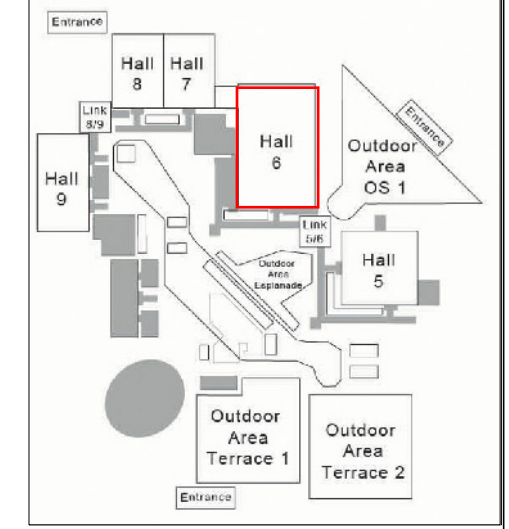 Entrance
Hall
8
Hall
7
Link
8/9
Hall
6
Entrance
Outdoor
Area
OS 1
Hall
9
Link
5/6
Hall
5
Outdoor
Area
Esplanade
Outdoor
Area
Terrace 1
Outdoor
Area
Terrace 2
Entrance